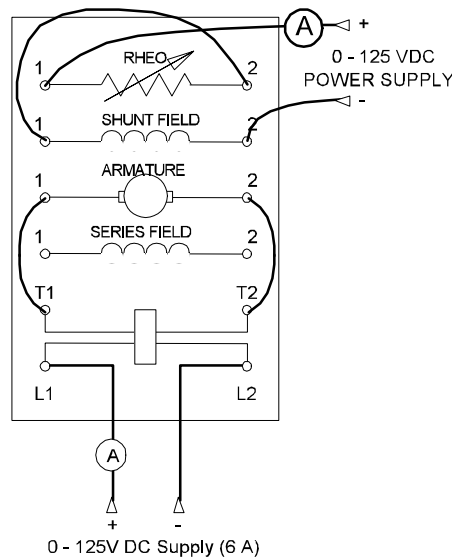 A +
RHEO
0 - 125 VDC
POWER SUPPLY
1 2
-
SHUNT FIELD
1 2
ARMATURE
1 2
SERIES FIELD
1 2
T1 T2
L1 L2
A
+ -
0 - 125V DC Supply (6 A)